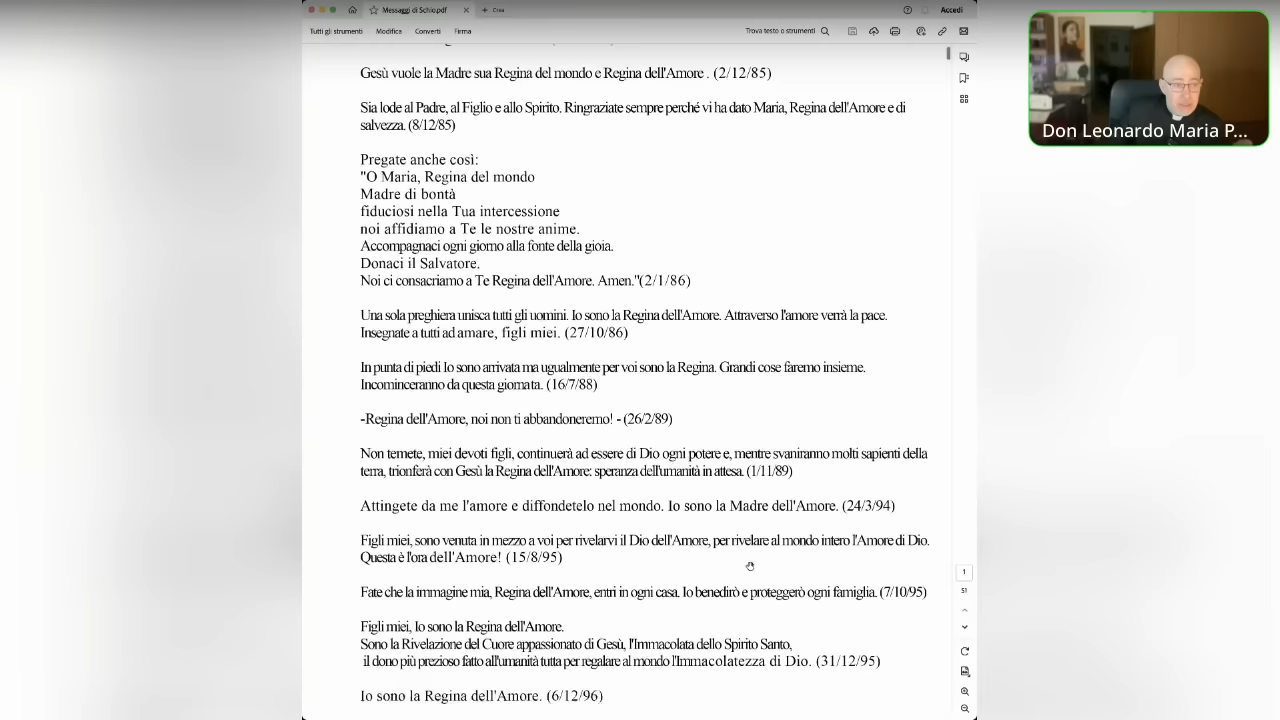 Messaggi di Schio.pdf
Crea
Accedi
Tutti gli strumenti Modifica Converti Firma
Trova testo o strumenti
Gesù vuole la Madre sua Regina del mondo e Regina dell'Amore . (2/12/85)
Sia lode al Padre, al Figlio e allo Spirito. Ringraziate sempre perché vi ha dato Maria, Regina dell'Amore e di
salvezza. (8/12/85)
Pregate anche così:
"O Maria, Regina del mondo
Madre di bontà
fiduciosi nella Tua intercessione
noi affidiamo a Te le nostre anime.
Accompagnaci ogni giorno alla fonte della gioia.
Donaci il Salvatore.
Noi ci consacriamo a Te Regina dell'Amore. Amen."(2/1/86)
Una sola preghiera unisca tutti gli uomini. Io sono la Regina dell'Amore. Attraverso l'amore verrà la pace.
Insegnate a tutti ad amare, figli miei. (27/10/86)
In punta di piedi Io sono arrivata ma ugualmente per voi sono la Regina. Grandi cose faremo insieme.
Incominceranno da questa giornata. (16/7/88)
-Regina dell'Amore, noi non ti abbandoneremo! - (26/2/89)
Non temete, miei devoti figli, continuerà ad essere di Dio ogni potere e, mentre svaniranno molti sapienti della
terra, trionferà con Gesù la Regina dell'Amore: speranza dell'umanità in attesa. (1/11/89)
Attingete da me l'amore e diffondetelo nel mondo. Io sono la Madre dell'Amore. (24/3/94)
Figli miei, sono venuta in mezzo a voi per rivelarvi il Dio dell'Amore, per rivelare al mondo intero l'Amore di Dio.
Questa è l'ora dell'Amore! (15/8/95)
Fate che la immagine mia, Regina dell'Amore, entri in ogni casa. Io benedirò e proteggerò ogni famiglia. (7/10/95)
Figli miei, Io sono la Regina dell'Amore.
Sono la Rivelazione del Cuore appassionato di Gesù, l'Immacolata dello Spirito Santo,
il dono più prezioso fatto all'umanità tutta per regalare al mondo l'Immacolatezza di Dio. (31/12/95)
Io sono la Regina dell'Amore. (6/12/96)
1
51
Don Leonardo Maria P...